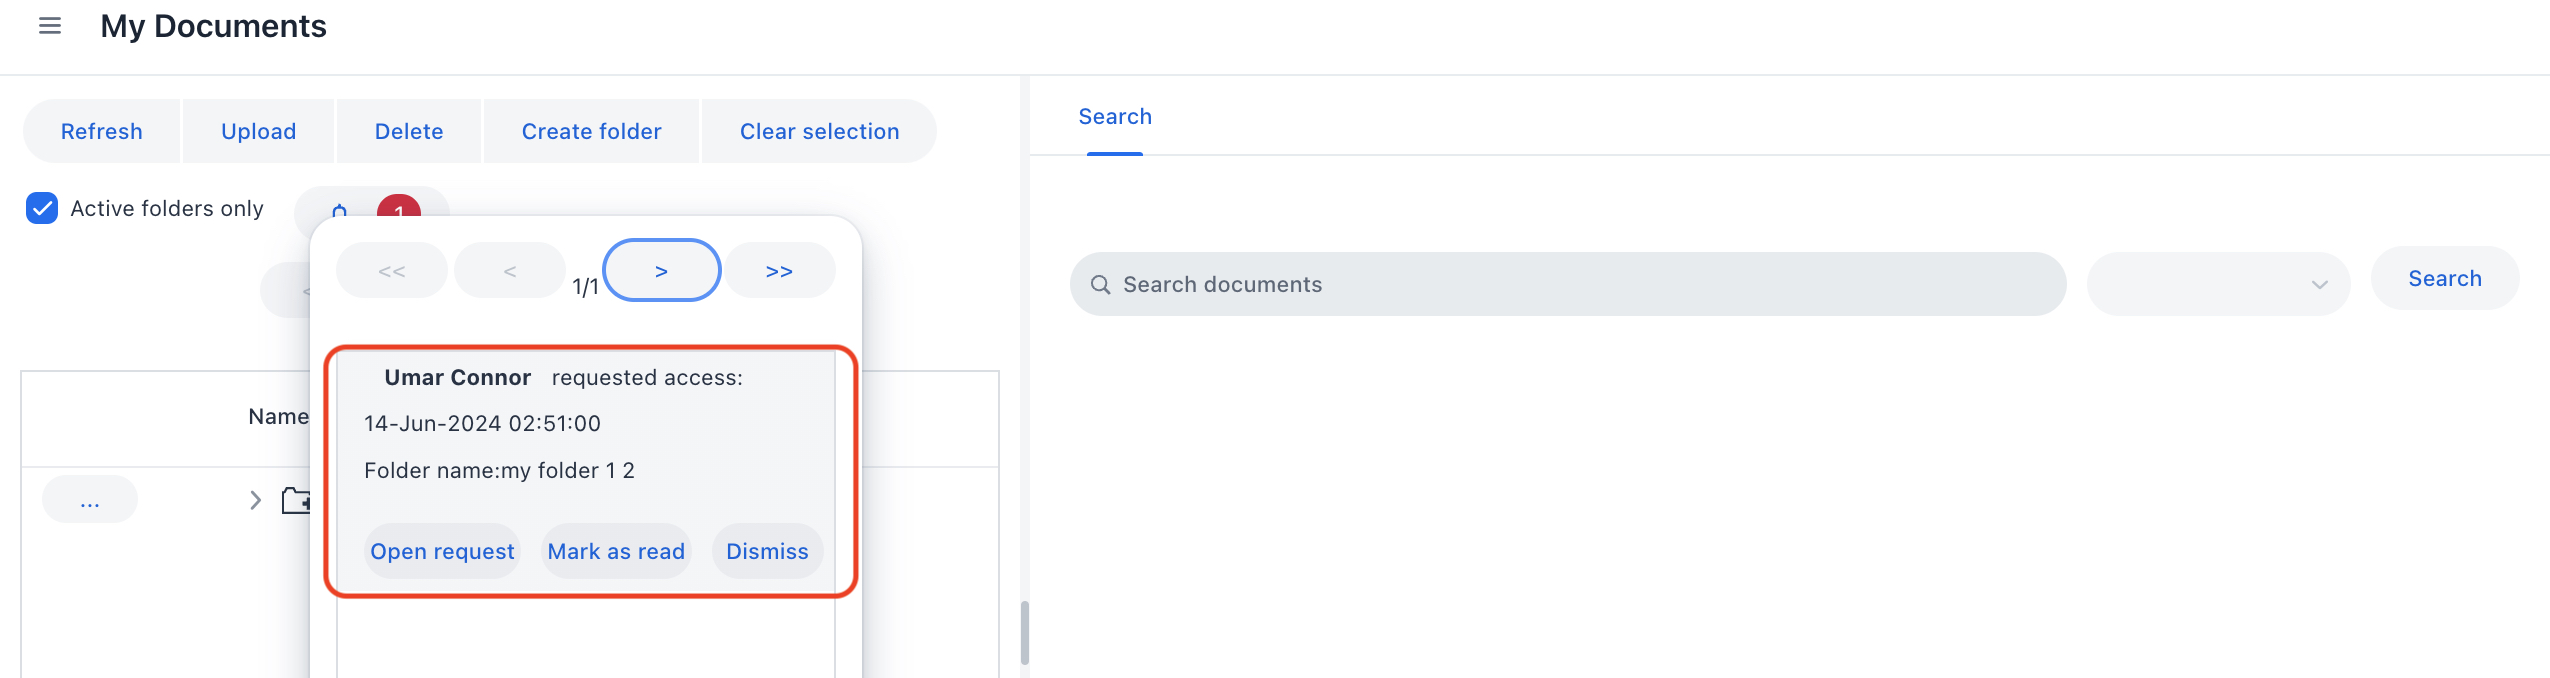 My Documents
Refresh Upload Delete Create folder Clear selection
Search
Active folders only 1
<< < 1/1 > >>
<
Search documents Search
Umar Connor requested access:
14-Jun-2024 02:51:00
Folder name:my folder 1 2
Name
...
Open request Mark as read Dismiss